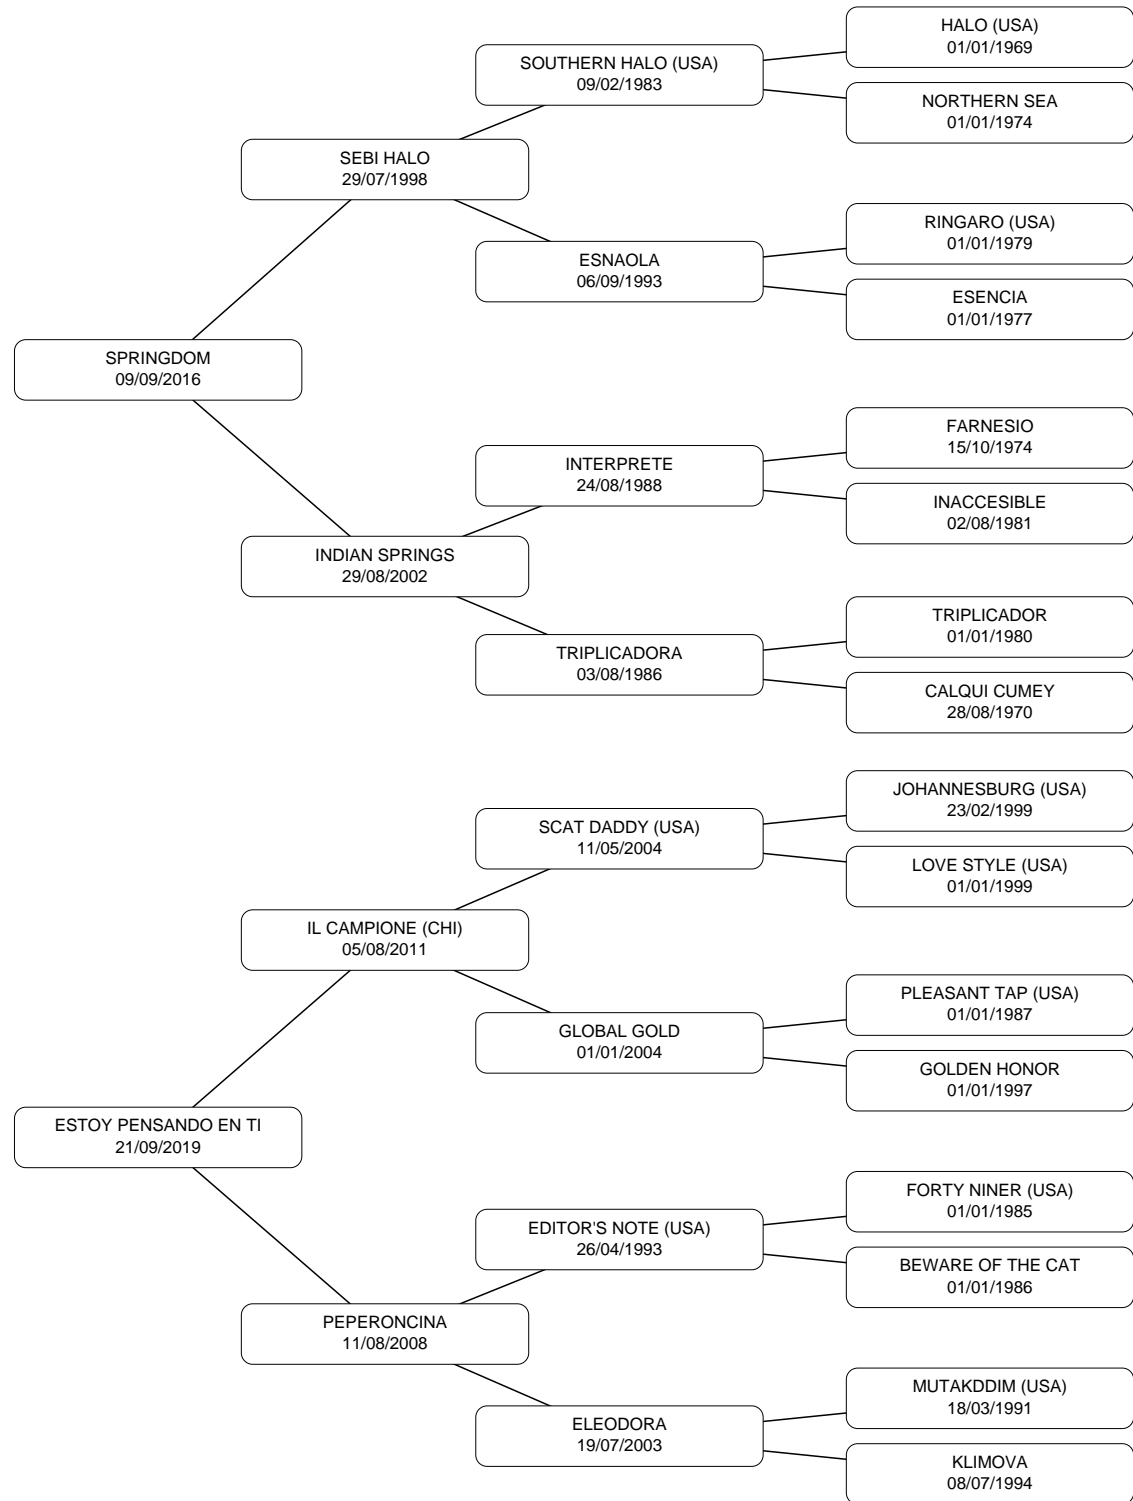 HALO (USA)
01/01/1969
SOUTHERN HALO (USA)
09/02/1983
NORTHERN SEA
01/01/1974
SEBI HALO
29/07/1998
RINGARO (USA)
01/01/1979
ESNAOLA
06/09/1993
ESENCIA
01/01/1977
SPRINGDOM
09/09/2016
FARNESIO
15/10/1974
INTERPRETE
24/08/1988
INACCESIBLE
02/08/1981
INDIAN SPRINGS
29/08/2002
TRIPLICADOR
01/01/1980
TRIPLICADORA
03/08/1986
CALQUI CUMEY
28/08/1970
JOHANNESBURG (USA)
23/02/1999
SCAT DADDY (USA)
11/05/2004
LOVE STYLE (USA)
01/01/1999
IL CAMPIONE (CHI)
05/08/2011
PLEASANT TAP (USA)
01/01/1987
GLOBAL GOLD
01/01/2004
GOLDEN HONOR
01/01/1997
ESTOY PENSANDO EN TI
21/09/2019
FORTY NINER (USA)
01/01/1985
EDITOR'S NOTE (USA)
26/04/1993
BEWARE OF THE CAT
01/01/1986
PEPERONCINA
11/08/2008
MUTAKDDIM (USA)
18/03/1991
ELEODORA
19/07/2003
KLIMOVA
08/07/1994